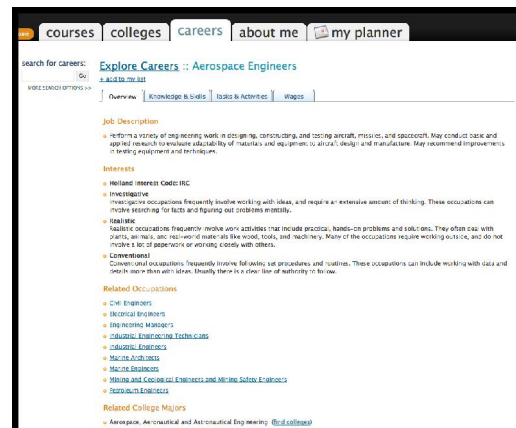 courses colleges careers about me my planner
search for careers:
Go
MORE SEARCH OPTIONS >>
Explore Careers :: Aerospace Engineers
+ add to my list
Overview Knowledge & Skills Tasks & Activities Wages
Job Description
Perform a variety of engineering work in designing, constructing, and testing aircraft, missiles, and spacecraft. May conduct basic and
applied research to evaluate adaptability of materials and equipment to aircraft design and manufacture. May recommend improvements
in testing equipment and techniques.
Interests
Holland Interest Code: IRC
Investigative
Investigative occupations frequently involve working with ideas, and require an extensive amount of thinking. These occupations can
involve searching for facts and figuring out problems mentally.
Realistic
Realistic occupations frequently involve work activities that include practical, hands-on problems and solutions. They often deal with
plants, animals, and real-world materials like wood, tools, and machinery. Many of the occupations require working outside, and do not
involve a lot of paperwork or working closely with others.
Conventional
Conventional occupations frequently involve following set procedures and routines. These occupations can include working with data and
details more than with ideas. Usually there is a clear line of authority to follow.
Related Occupations
Civil Engineers
Electrical Engineers
Engineering Managers
Industrial Engineering Technicians
Industrial Engineers
Marine Architects
Marine Engineers
Mining and Geological Engineers and Mining Safety Engineers
Petroleum Engineers
Related College Majors
Aerospace, Aeronautical and Astronautical Engineering (find colleges)